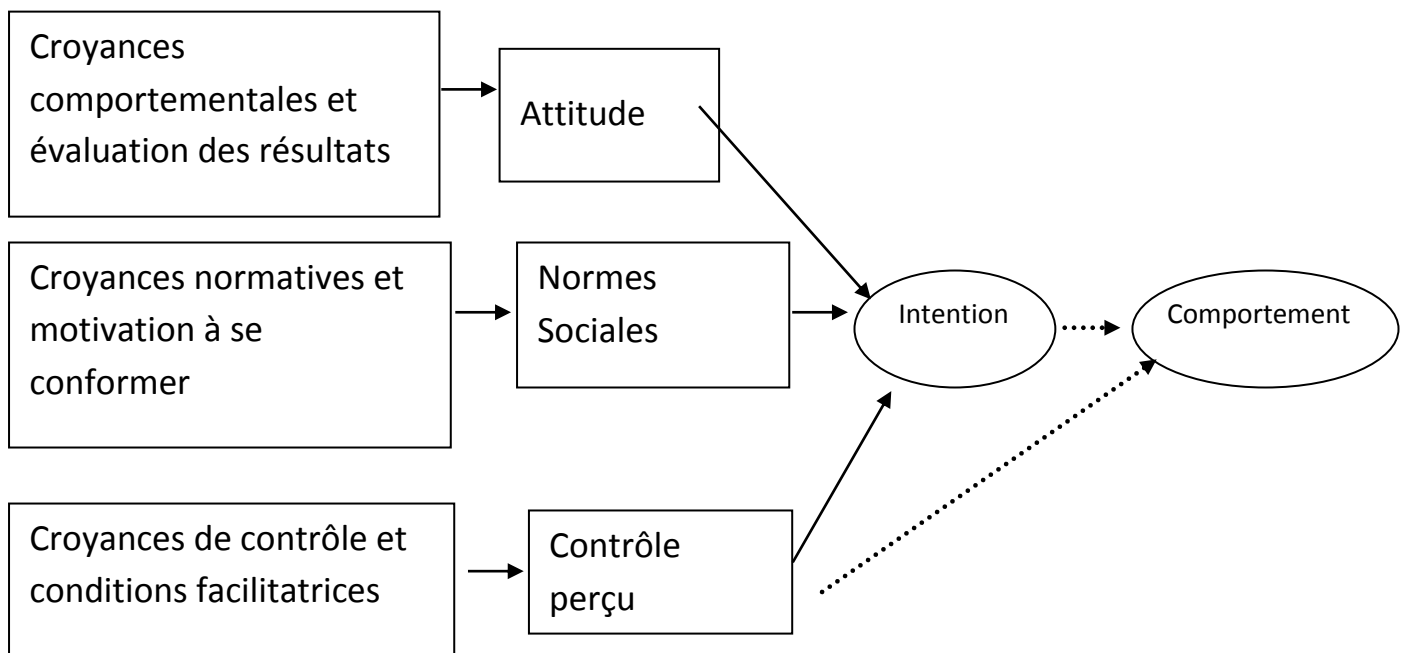 Croyances
comportementales et
évaluation des résultats
Attitude
Croyances normatives et
motivation à se
conformer
Normes
Sociales
Intention
Comportement
Croyances de contrôle et
conditions facilitatrices
Contrôle
perçu